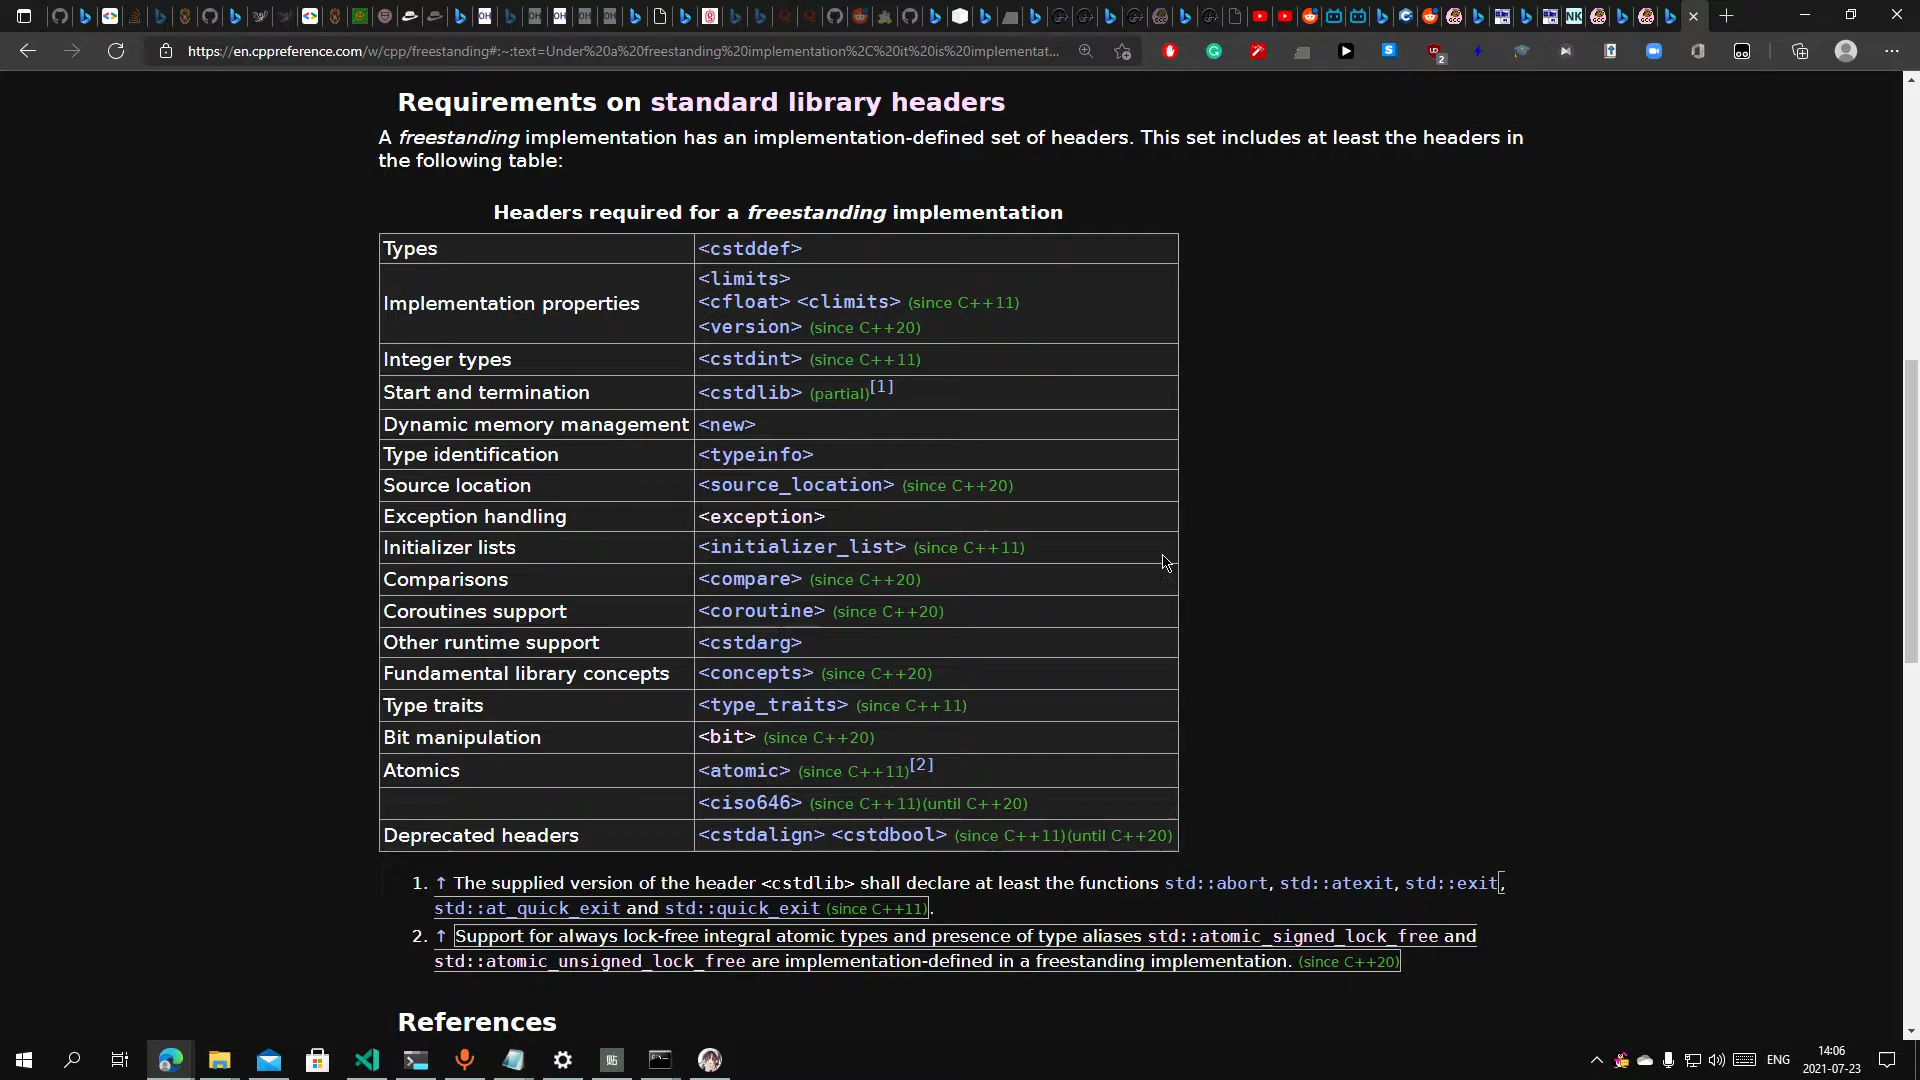 https://en.cppreference.com/w/cpp/freestanding#:~:text=Under%20a%20freestanding%20implementation%2C%20it%20is%20implementat...
Requirements on standard library headers
A freestanding implementation has an implementation-defined set of headers. This set includes at least the headers in
the following table:
Headers required for a freestanding implementation
Types <cstddef>
Implementation properties
<limits>
<cfloat> <climits> (since C++11)
<version> (since C++20)
Integer types <cstdint> (since C++11)
Start and termination <cstdlib> (partial)[1]
Dynamic memory management <new>
Type identification <typeinfo>
Source location <source_location> (since C++20)
Exception handling <exception>
Initializer lists <initializer_list> (since C++11)
Comparisons <compare> (since C++20)
Coroutines support <coroutine> (since C++20)
Other runtime support <cstdarg>
Fundamental library concepts <concepts> (since C++20)
Type traits <type_traits> (since C++11)
Bit manipulation <bit> (since C++20)
Atomics <atomic> (since C++11)[2]
<ciso646> (since C++11)(until C++20)
Deprecated headers <cstdalign> <cstdbool> (since C++11)(until C++20)
1. ↑ The supplied version of the header <cstdlib> shall declare at least the functions std::abort, std::atexit, std::exit,
std::at_quick_exit and std::quick_exit (since C++11).
2. ↑ Support for always lock-free integral atomic types and presence of type aliases std::atomic_signed_lock_free and
std::atomic_unsigned_lock_free are implementation-defined in a freestanding implementation. (since C++20)
References
ENG
14:06
2021-07-23